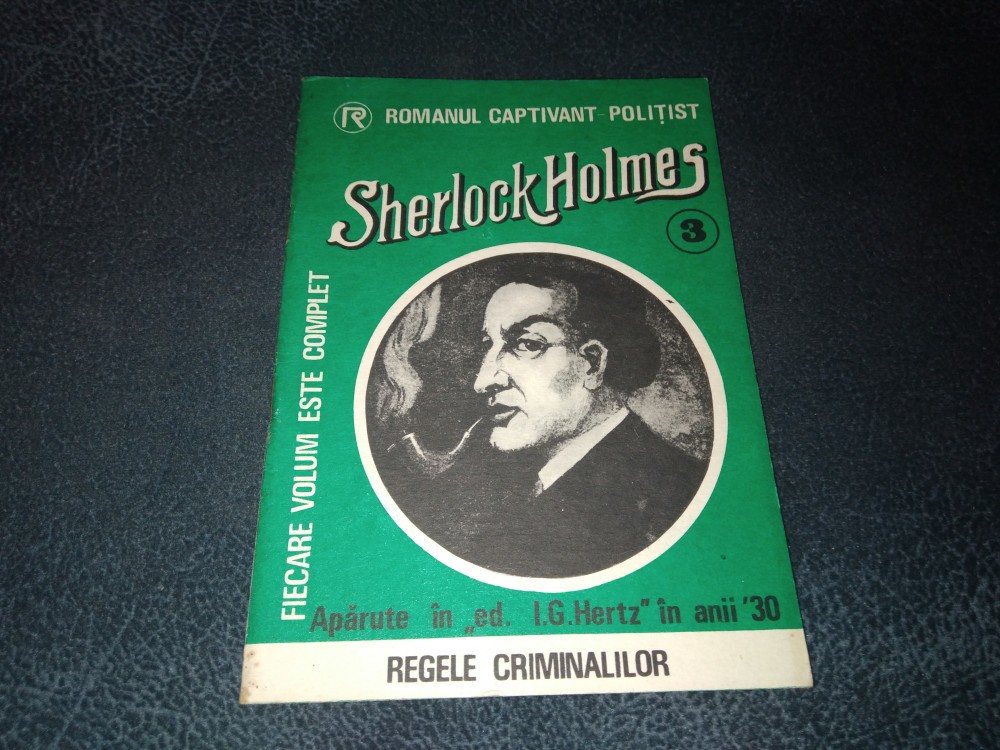 R ROMANUL CAPTIVANT-POLIȚIST
Sherlock Holmes
3
FIECARE VOLUM ESTE COMPLET
Apărute în „ed. I.G.Hertz” în anii '30
REGELE CRIMINALILOR